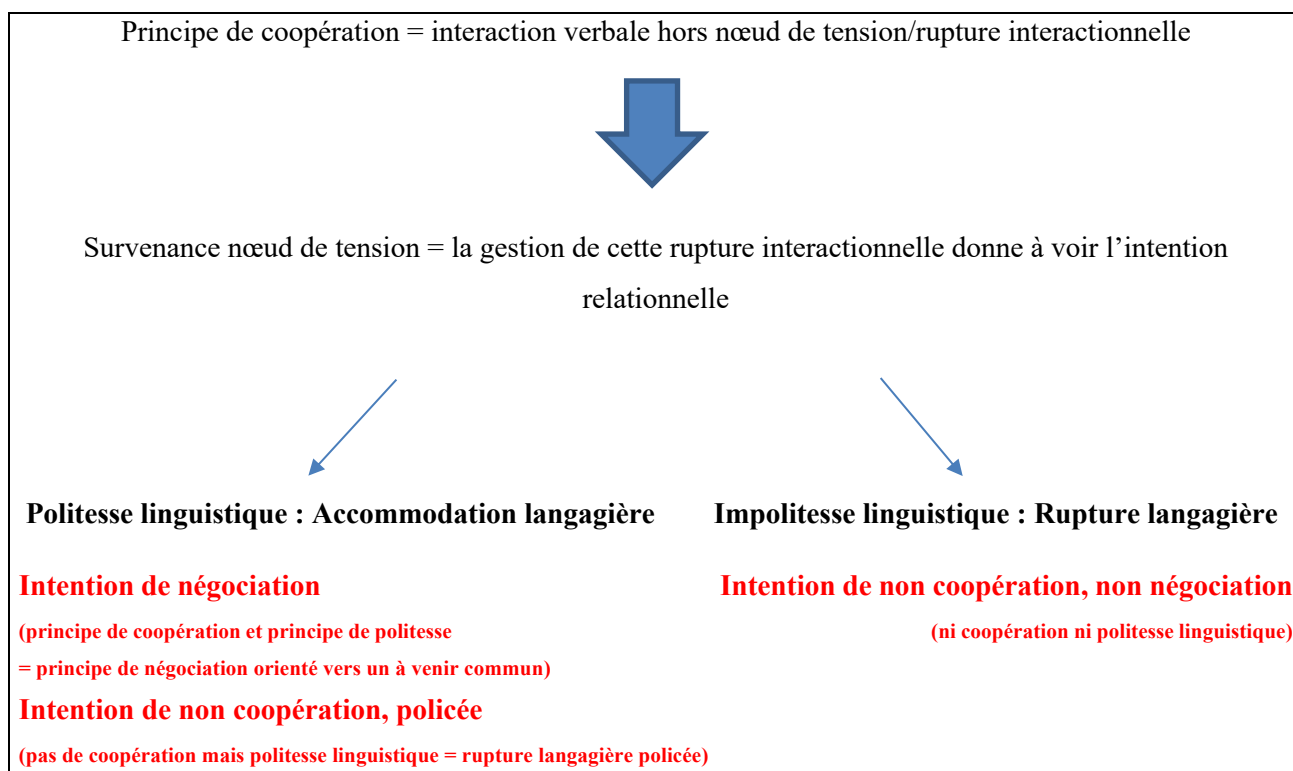 Principe de coopération = interaction verbale hors nœud de tension/rupture interactionnelle
Survenance nœud de tension = la gestion de cette rupture interactionnelle donne à voir l’intention
relationnelle
Politesse linguistique : Accommodation langagière
Impolitesse linguistique : Rupture langagière
Intention de négociation
Intention de non coopération, non négociation
(principe de coopération et principe de politesse
(ni coopération ni politesse linguistique)
= principe de négociation orienté vers un à venir commun)
Intention de non coopération, policée
(pas de coopération mais politesse linguistique = rupture langagière policée)